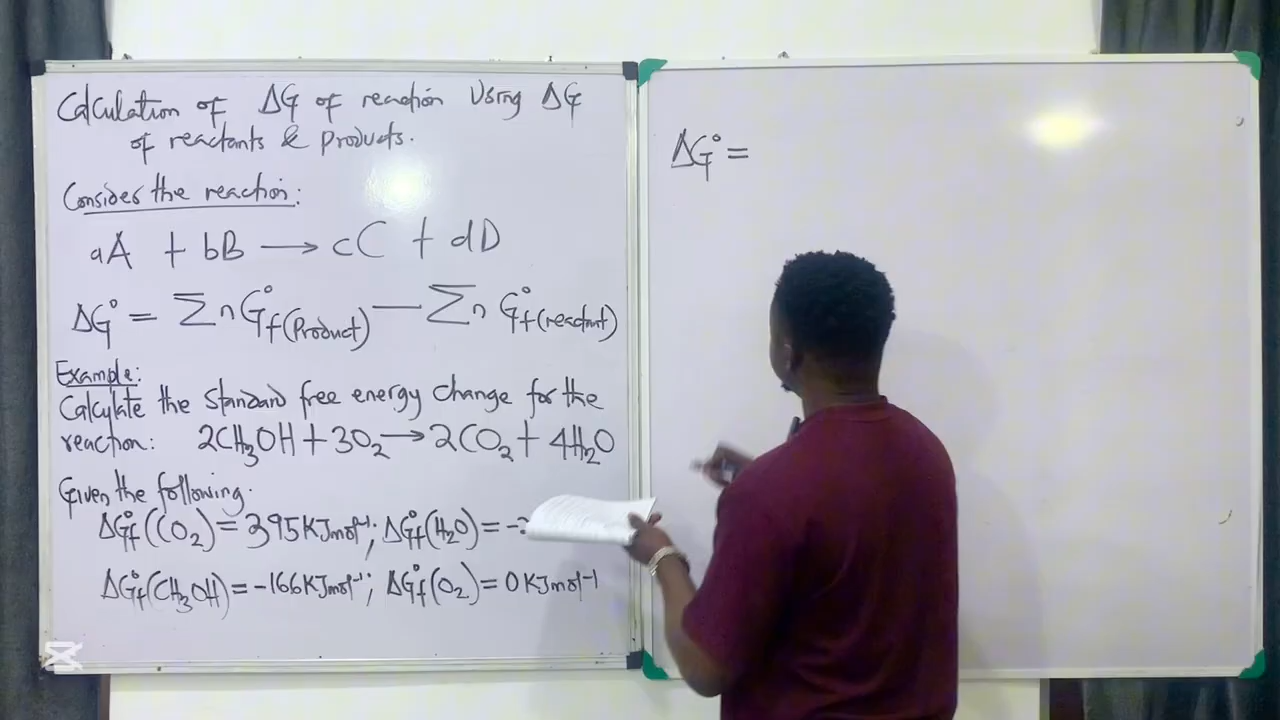 Calculation of ΔG of reaction Using ΔG
of reactants & Products.
Consider the reaction:
aA + bB → cC + dD
ΔG° = ΣnG°f(Product) — Σn G°f(reactant)
Example:
Calculate the standard free energy change for the
reaction: 2CH₃OH + 3O₂ → 2CO₂ + 4H₂O
Given the following:
ΔG°f(CO₂) = 395KJmol⁻¹; ΔG°f(H₂O) = -
ΔG°f(CH₃OH) = -166KJmol⁻¹; ΔG°f(O₂) = 0KJmol⁻¹
ΔG° =